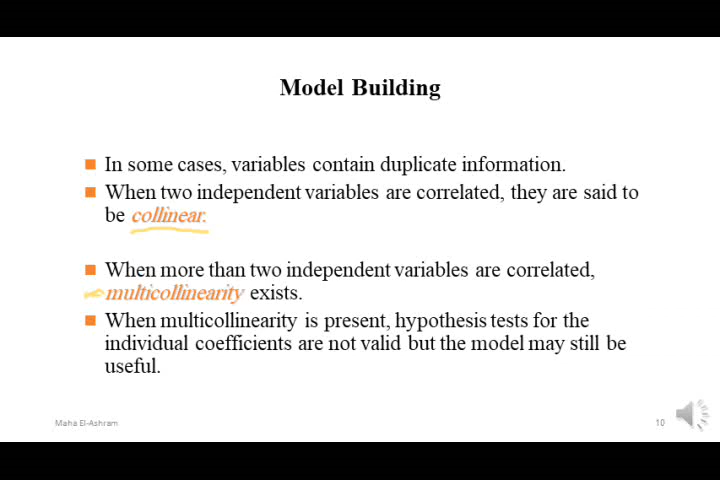 Model Building
In some cases, variables contain duplicate information.
When two independent variables are correlated, they are said to
be collinear.
When more than two independent variables are correlated,
multicollinearity exists.
When multicollinearity is present, hypothesis tests for the
individual coefficients are not valid but the model may still be
useful.
Maha El-Ashram
10